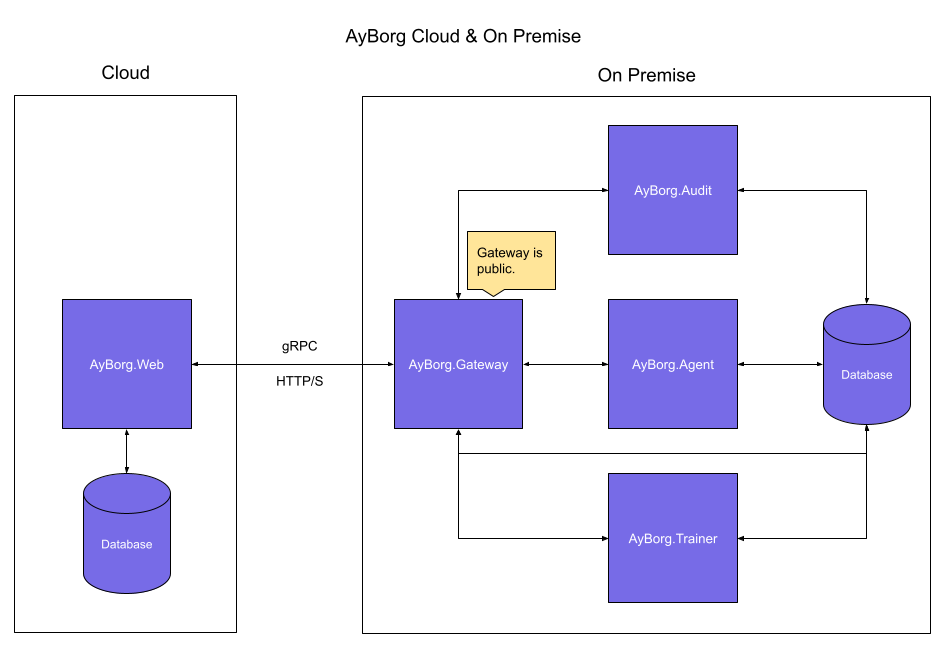 AyBorg Cloud & On Premise
Cloud
On Premise
AyBorg.Audit
Gateway is
public.
gRPC
AyBorg.Web
AyBorg.Gateway
AyBorg.Agent
Database
HTTP/S
Database
AyBorg.Trainer